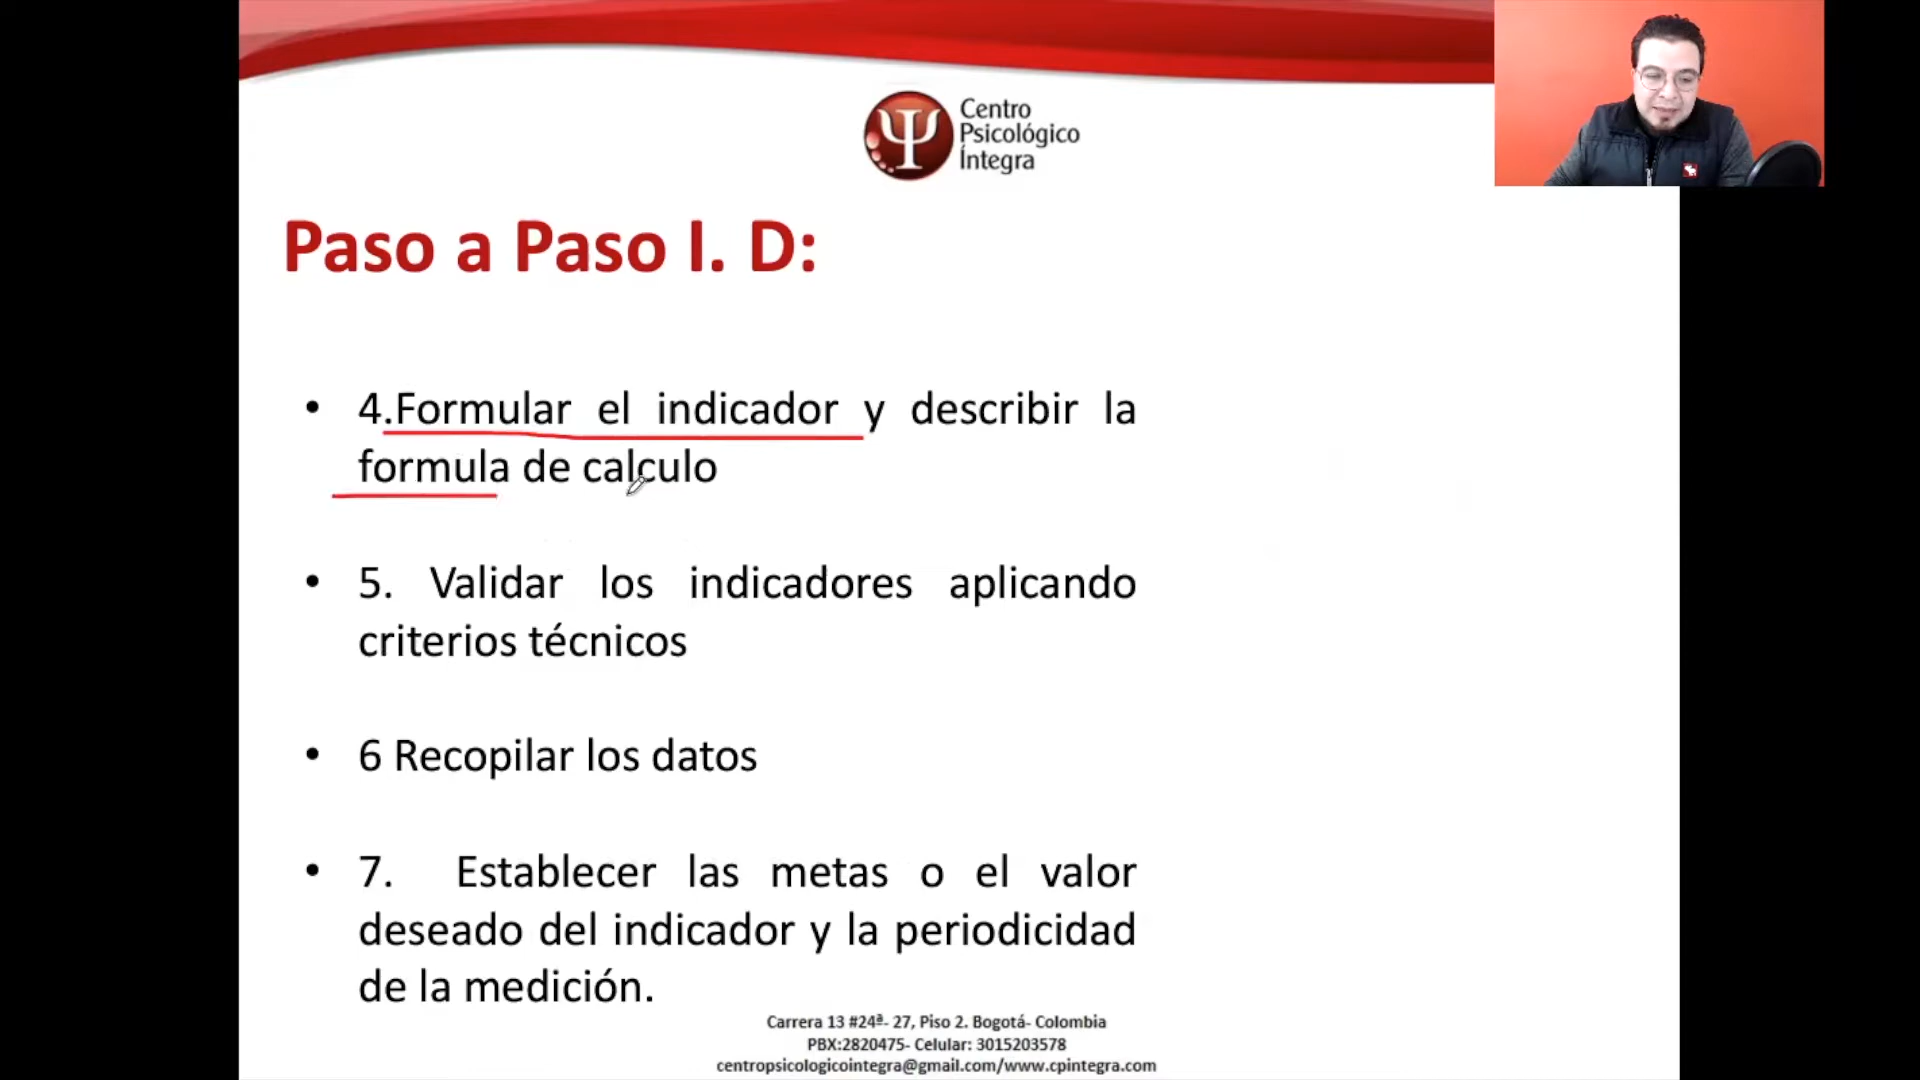 Centro
Psicológico
Íntegra
Paso a Paso I. D:
• 4.Formular el indicador y describir la
formula de calculo
• 5. Validar los indicadores aplicando
criterios técnicos
• 6 Recopilar los datos
• 7. Establecer las metas o el valor
deseado del indicador y la periodicidad
de la medición.
Carrera 13 #24ª- 27, Piso 2. Bogotá- Colombia
PBX:2820475- Celular: 3015203578
centropsicologicointegra@gmail.com/www.cpintegra.com